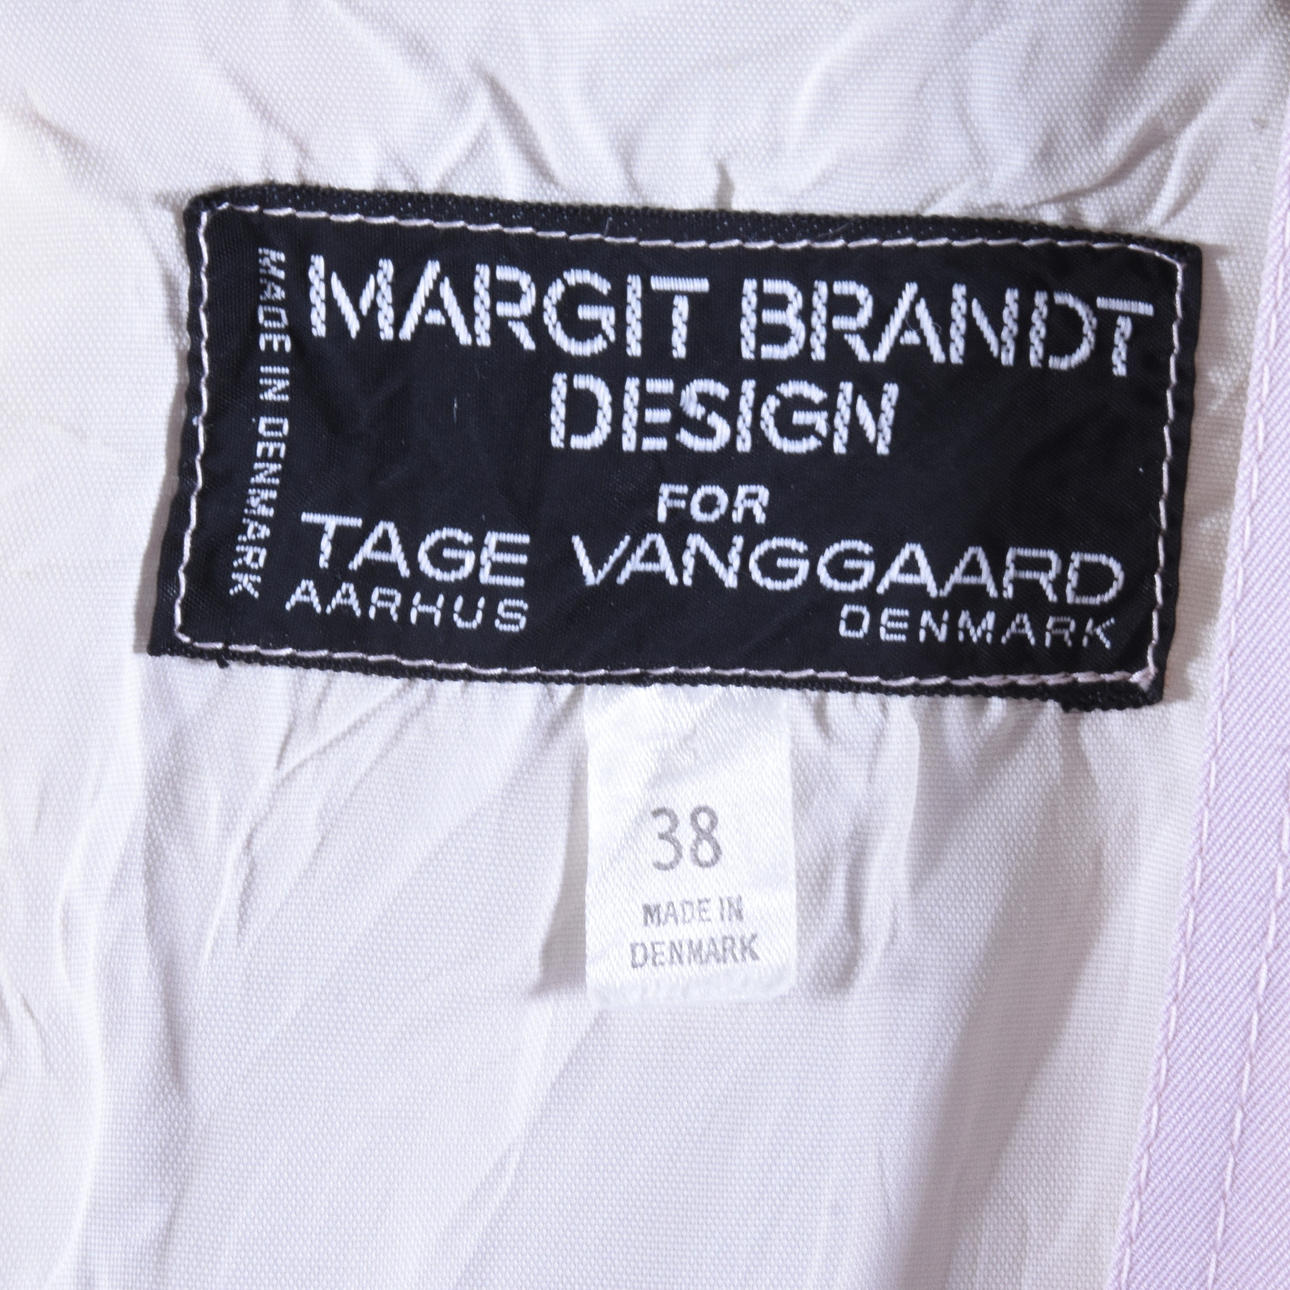 MADE IN DENMARK
MARGIT BRANDT
DESIGN
FOR
TAGE VANGGAARD
AARHUS DENMARK
38
MADE IN
DENMARK